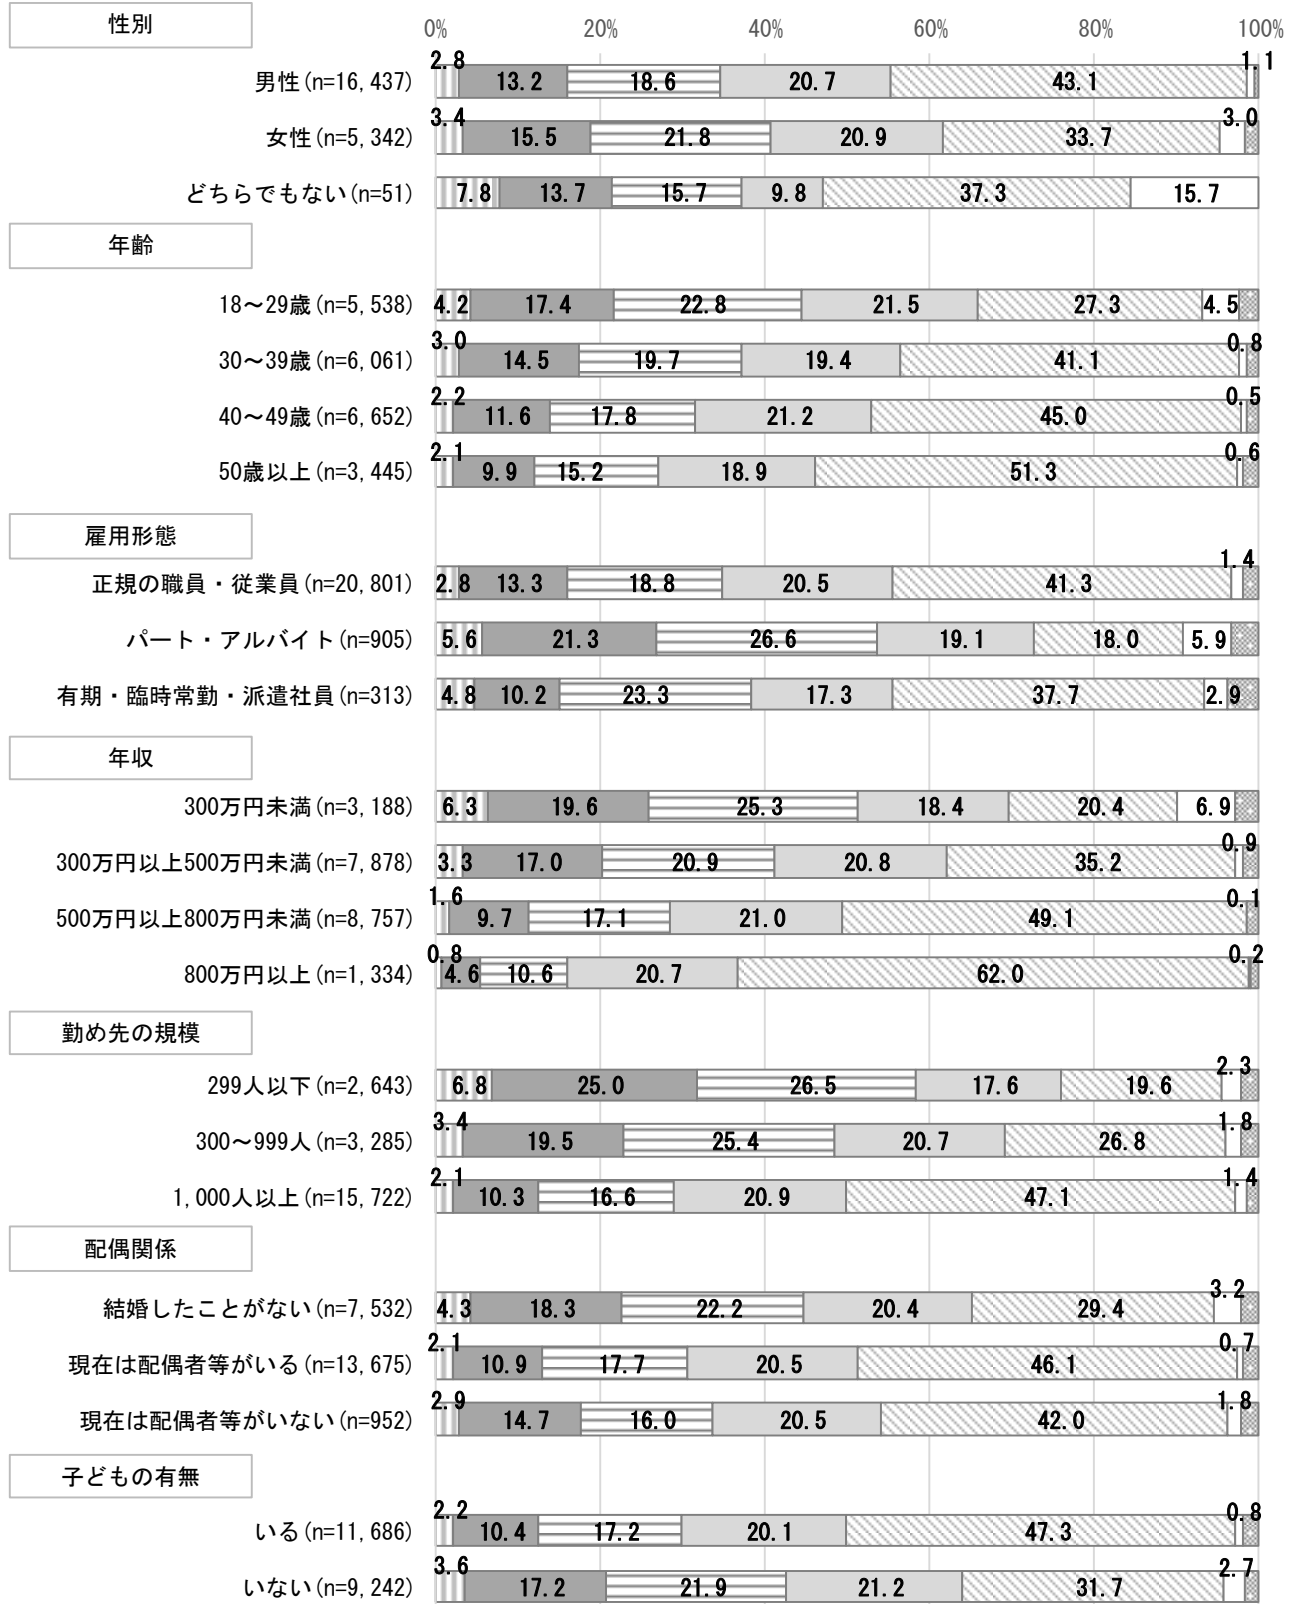 性別
0% 20% 40% 60% 80% 100%
男性(n=16,437) 2.8 13.2 18.6 20.7 43.1 1.1
女性(n=5,342) 3.4 15.5 21.8 20.9 33.7 3.0
どちらでもない(n=51) 7.8 13.7 15.7 9.8 37.3 15.7
年齢
18～29歳(n=5,538) 4.2 17.4 22.8 21.5 27.3 4.5
30～39歳(n=6,061) 3.0 14.5 19.7 19.4 41.1 0.8
40～49歳(n=6,652) 2.2 11.6 17.8 21.2 45.0 0.5
50歳以上(n=3,445) 2.1 9.9 15.2 18.9 51.3 0.6
雇用形態
正規の職員・従業員(n=20,801) 2.8 13.3 18.8 20.5 41.3 1.4
パート・アルバイト(n=905) 5.6 21.3 26.6 19.1 18.0 5.9
有期・臨時常勤・派遣社員(n=313) 4.8 10.2 23.3 17.3 37.7 2.9
年収
300万円未満(n=3,188) 6.3 19.6 25.3 18.4 20.4 6.9
300万円以上500万円未満(n=7,878) 3.3 17.0 20.9 20.8 35.2 0.9
500万円以上800万円未満(n=8,757) 1.6 9.7 17.1 21.0 49.1 0.1
800万円以上(n=1,334) 0.8 4.6 10.6 20.7 62.0 0.2
勤め先の規模
299人以下(n=2,643) 6.8 25.0 26.5 17.6 19.6 2.3
300～999人(n=3,285) 3.4 19.5 25.4 20.7 26.8 1.8
1,000人以上(n=15,722) 2.1 10.3 16.6 20.9 47.1 1.4
配偶関係
結婚したことがない(n=7,532) 4.3 18.3 22.2 20.4 29.4 3.2
現在は配偶者等がいる(n=13,675) 2.1 10.9 17.7 20.5 46.1 0.7
現在は配偶者等がいない(n=952) 2.9 14.7 16.0 20.5 42.0 1.8
子どもの有無
いる(n=11,686) 2.2 10.4 17.2 20.1 47.3 0.8
いない(n=9,242) 3.6 17.2 21.9 21.2 31.7 2.7